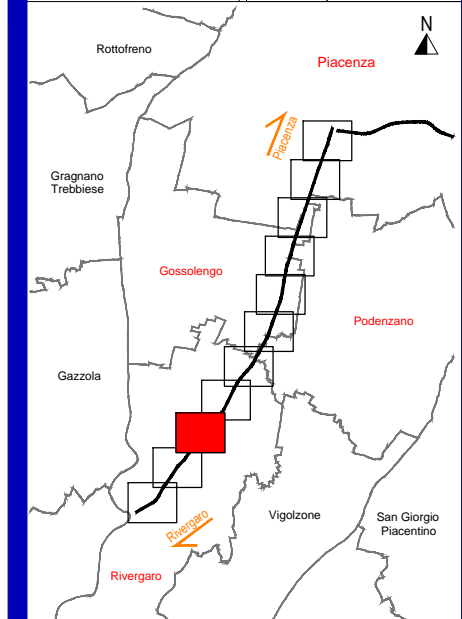 N
Rottofreno
Piacenza
Piacenza
Gragnano
Trebbiese
Gossolengo
Podenzano
Gazzola
Rivergaro
Vigolzone
San Giorgio
Piacentino
Rivergaro